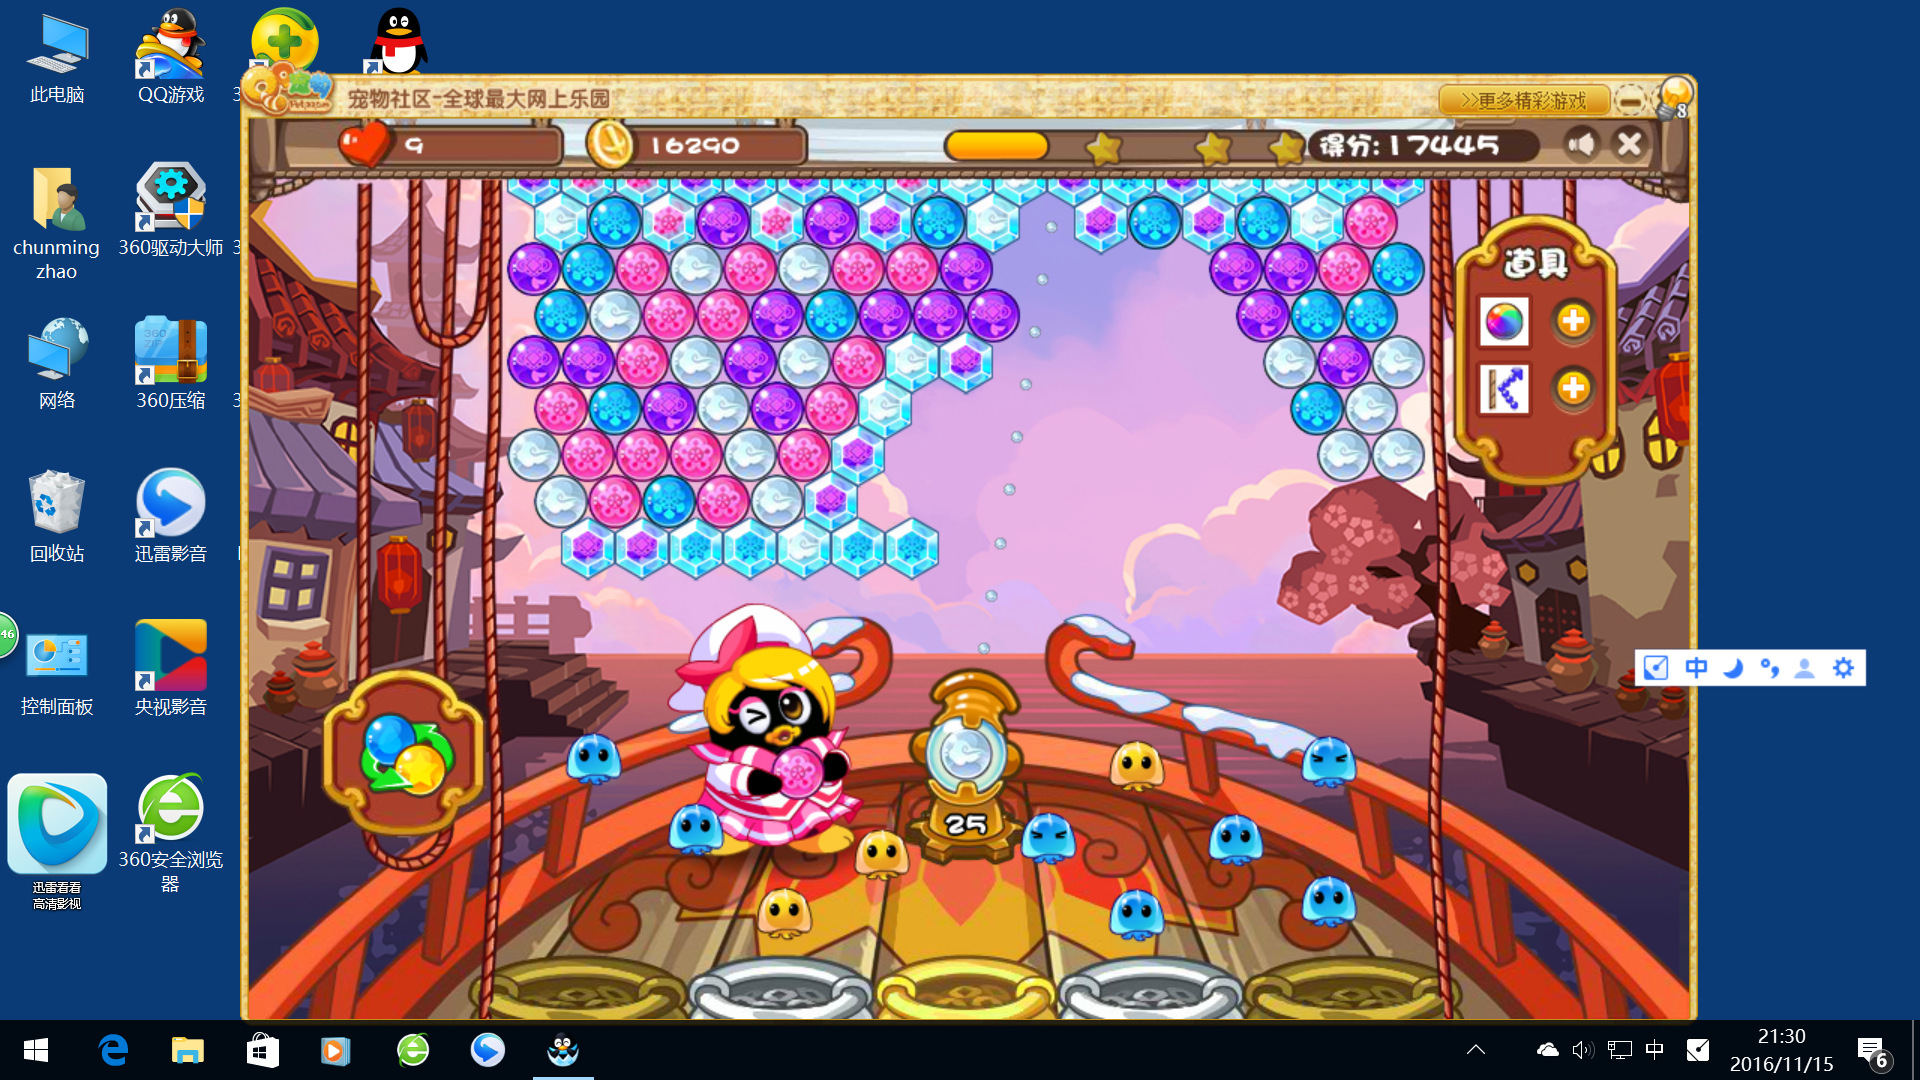 此电脑
QQ游戏
chunming
zhao
360驱动大师
网络
360压缩
回收站
迅雷影音
控制面板
央视影音
迅雷看看
高清影视
360安全浏览
器
46
宠物社区-全球最大网上乐园
>>更多精彩游戏
8
9
16290
得分:17445
道具
25
中
中
21:30
2016/11/15
6